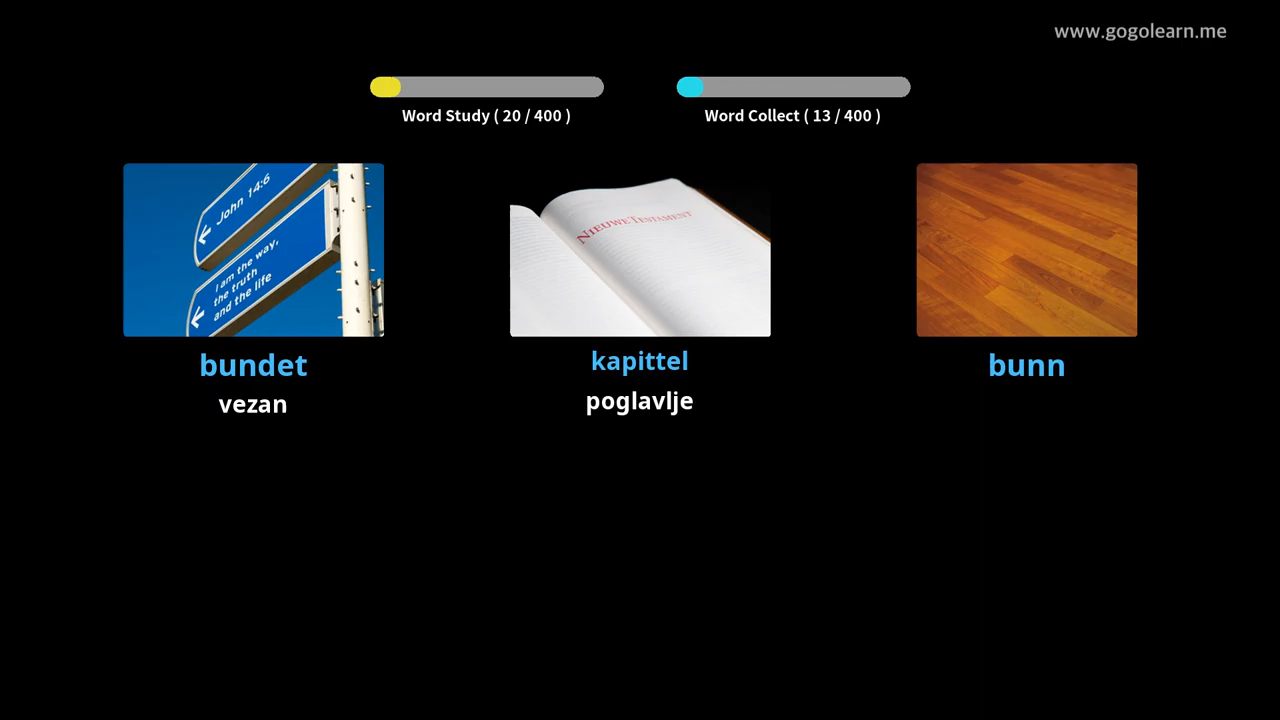 www.gogolearn.me
Word Study ( 20 / 400 )
Word Collect ( 13 / 400 )
John 14:6
I am the way,
the truth
and the life
NIEUWE TESTAMENT
bundet
kapittel
bunn
vezan
poglavlje